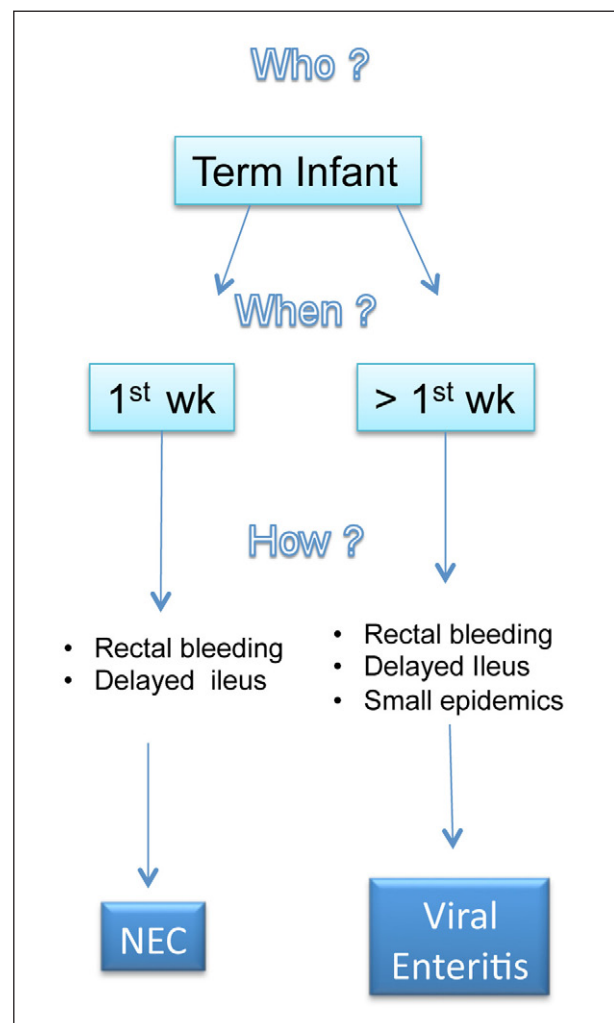 Who ?
Term Infant
When ?
1st wk
> 1st wk
How ?
• Rectal bleeding
• Delayed ileus
• Rectal bleeding
• Delayed Ileus
• Small epidemics
NEC
Viral
Enteritis